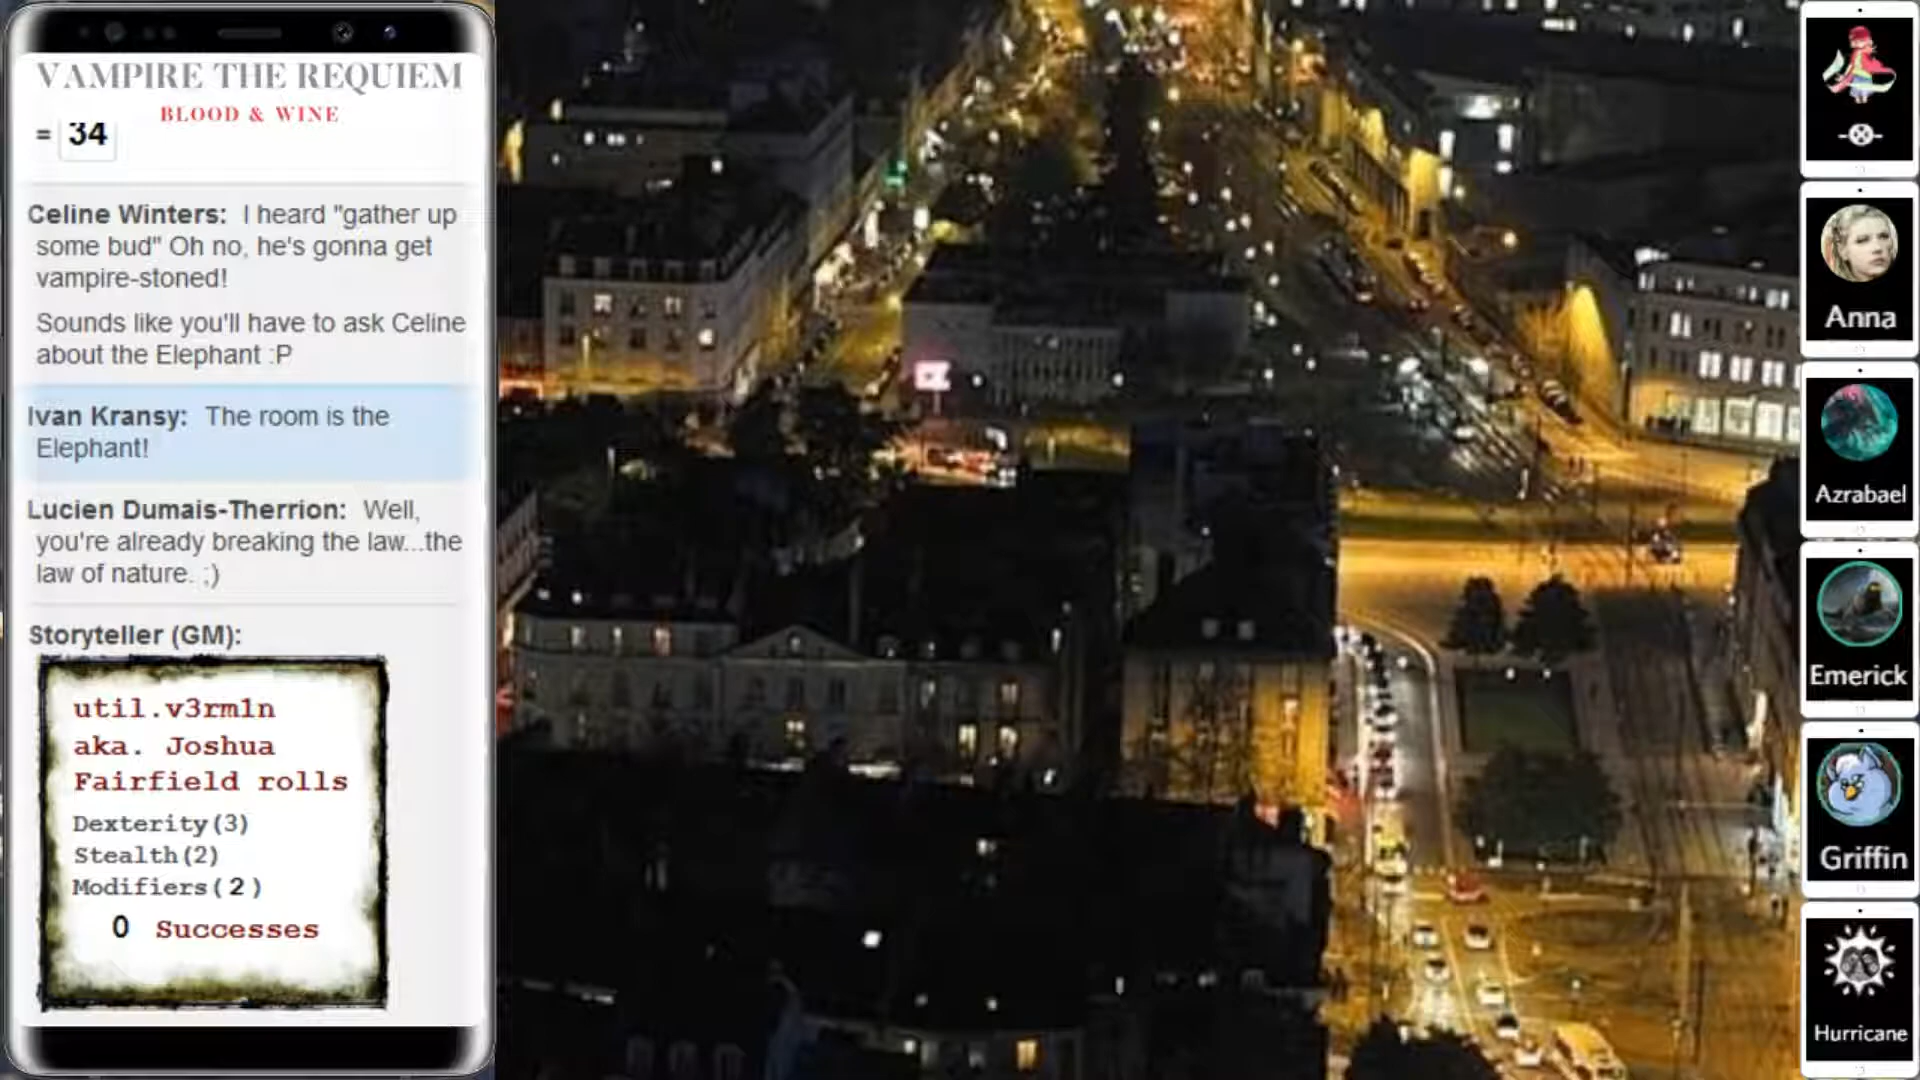 VAMPIRE THE REQUIEM
BLOOD & WINE
= 34
Celine Winters: I heard "gather up
some bud" Oh no, he's gonna get
vampire-stoned!
Sounds like you'll have to ask Celine
about the Elephant :P
Ivan Kransy: The room is the
Elephant!
Lucien Dumais-Therrion: Well,
you're already breaking the law...the
law of nature. ;)
Storyteller (GM):
util.v3rm1n
aka. Joshua
Fairfield rolls
Dexterity(3)
Stealth(2)
Modifiers( 2 )
0 Successes
Anna
Azrabael
Emerick
Griffin
Hurricane